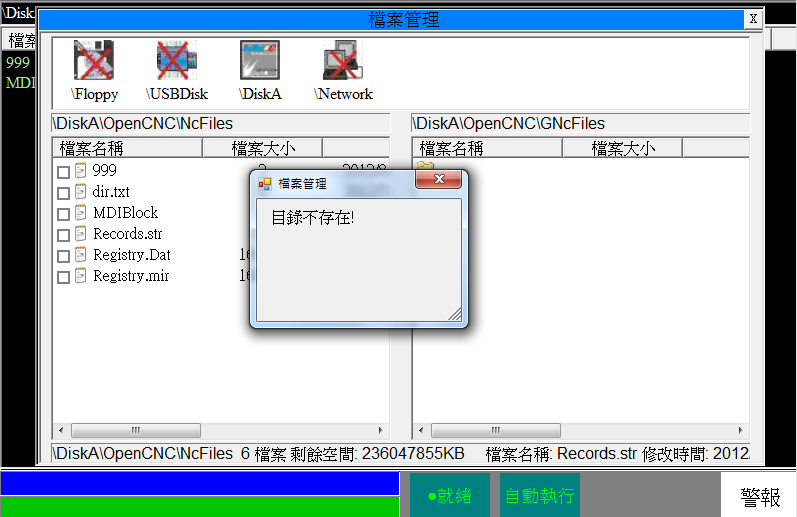 \Disk
檔案管理
X
檔案
999
MDI
\Floppy
\USBDisk
\DiskA
\Network
\DiskA\OpenCNC\NcFiles
\DiskA\OpenCNC\GNcFiles
檔案名稱
檔案大小
檔案名稱
檔案大小
999
dir.txt
MDIBlock
Records.str
Registry.Dat
16
Registry.mir
16
檔案管理
目錄不存在!
\DiskA\OpenCNC\NcFiles 6 檔案 剩餘空間: 236047855KB
檔案名稱: Records.str 修改時間: 2012
●就緒
自動執行
警報